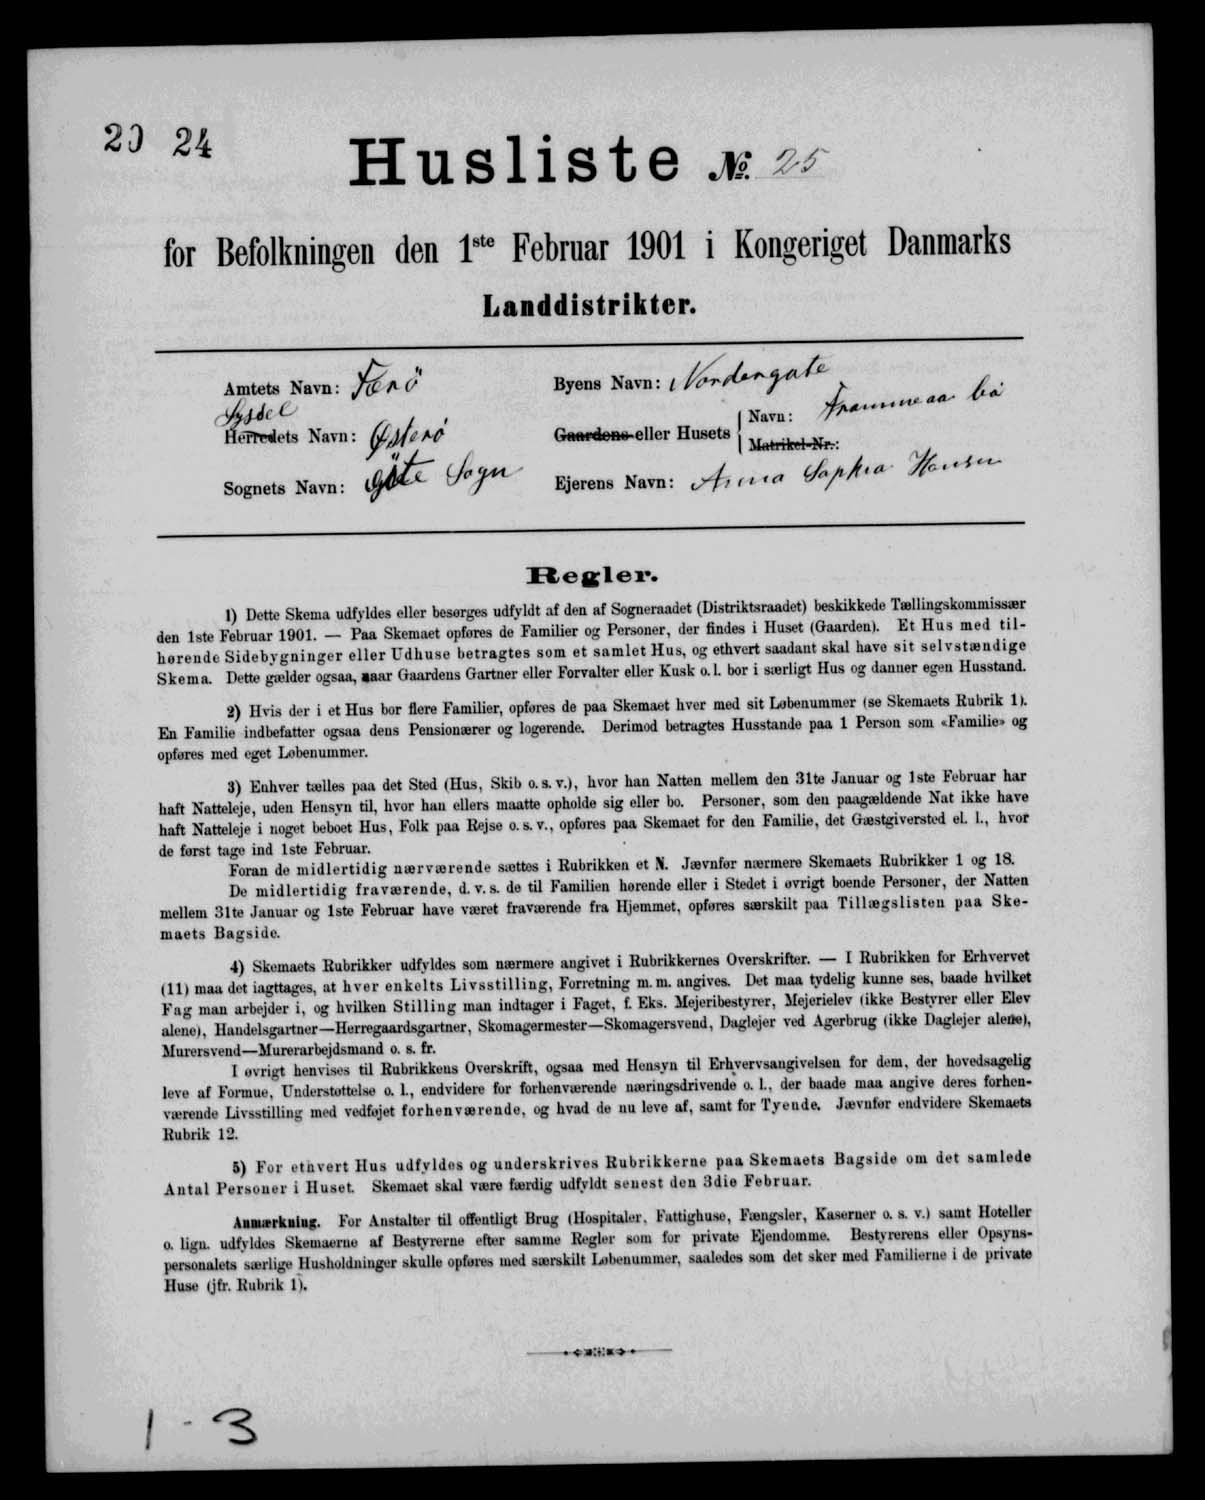 20 24
Husliste No. 25
for Befolkningen den 1ste Februar 1901 i Kongeriget Danmarks
Landdistrikter.
Amtets Navn: Færö
Byens Navn: Nordengate
Syssel
Herredets Navn: Østerö
Gaardens eller Husets
Navn: Frammeaa bö
Matrikel-Nr.:
Sognets Navn: Göte Sogn
Ejerens Navn: Anna Sophia Hansen
Regler.
1) Dette Skema udfyldes eller besørges udfyldt af den af Sogneraadet (Distriktsraadet) beskikkede Tællingskommissær
den 1ste Februar 1901. — Paa Skemaet opføres de Familier og Personer, der findes i Huset (Gaarden). Et Hus med til-
hørende Sidebygninger eller Udhuse betragtes som et samlet Hus, og ethvert saadant skal have sit selvstændige
Skema. Dette gælder ogsaa, naar Gaardens Gartner eller Forvalter eller Kusk o. l. bor i særligt Hus og danner egen Husstand.
2) Hvis der i et Hus bor flere Familier, opføres de paa Skemaet hver med sit Løbenummer (se Skemaets Rubrik 1).
En Familie indbefatter ogsaa dens Pensionærer og logerende. Derimod betragtes Husstande paa 1 Person som «Familie» og
opføres med eget Løbenummer.
3) Enhver tælles paa det Sted (Hus, Skib o. s. v.), hvor han Natten mellem den 31te Januar og 1ste Februar har
haft Natteleje, uden Hensyn til, hvor han ellers maatte opholde sig eller bo. Personer, som den paagældende Nat ikke have
haft Natteleje i noget beboet Hus, Folk paa Rejse o. s. v., opføres paa Skemaet for den Familie, det Gæstgiversted el. l., hvor
de først tage ind 1ste Februar.
Foran de midlertidig nærværende sættes i Rubrikken et N. Jævnfør nærmere Skemaets Rubrikker 1 og 18.
De midlertidig fraværende, d. v. s. de til Familien hørende eller i Stedet i øvrigt boende Personer, der Natten
mellem 31te Januar og 1ste Februar have været fraværende fra Hjemmet, opføres særskilt paa Tillægslisten paa Ske-
maets Bagside.
4) Skemaets Rubrikker udfyldes som nærmere angivet i Rubrikkernes Overskrifter. — I Rubrikken for Erhvervet
(11) maa det iagttages, at hver enkelts Livsstilling, Forretning m. m. angives. Det maa tydelig kunne ses, baade hvilket
Fag man arbejder i, og hvilken Stilling man indtager i Faget, f. Eks. Mejeribestyrer, Mejerielev (ikke Bestyrer eller Elev
alene), Handelsgartner—Herregaardsgartner, Skomagermester—Skomagersvend, Daglejer ved Agerbrug (ikke Daglejer alene),
Murersvend—Murerarbejdsmand o. s. fr.
I øvrigt henvises til Rubrikkens Overskrift, ogsaa med Hensyn til Erhvervsangivelsen for dem, der hovedsagelig
leve af Formue, Understøttelse o. l., endvidere for forhenværende næringsdrivende o. l., der baade maa angive deres forhen-
værende Livsstilling med vedføjet forhenværende, og hvad de nu leve af, samt for Tyende. Jævnfør endvidere Skemaets
Rubrik 12.
5) For ethvert Hus udfyldes og underskrives Rubrikkerne paa Skemaets Bagside om det samlede
Antal Personer i Huset. Skemaet skal være færdig udfyldt senest den 3die Februar.
Anmærkning. For Anstalter til offentligt Brug (Hospitaler, Fattighuse, Fængsler, Kaserner o. s. v.) samt Hoteller
o. lign. udfyldes Skemaerne af Bestyrerne efter samme Regler som for private Ejendomme. Bestyrerens eller Opsyns-
personalets særlige Husholdninger skulle opføres med særskilt Løbenummer, saaledes som det sker med Familierne i de private
Huse (jfr. Rubrik 1).
1 - 3